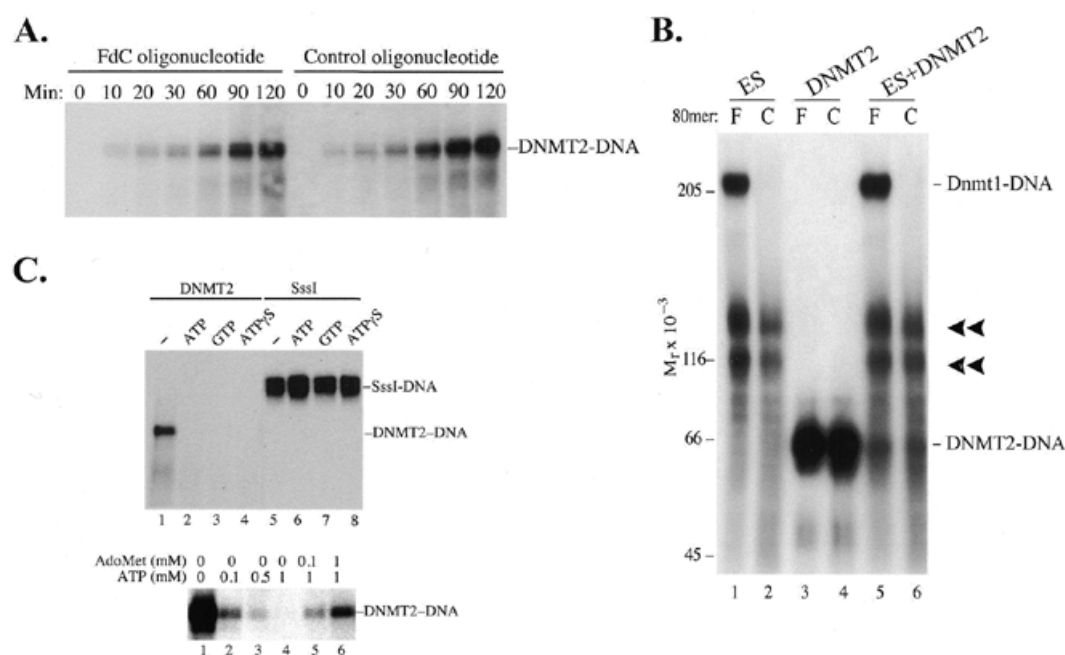 A.
FdC oligonucleotide Control oligonucleotide
Min: 0 10 20 30 60 90 120 0 10 20 30 60 90 120
–DNMT2-DNA
B.
ES DNMT2 ES+DNMT2
80mer: F C F C F C
205 – – Dnmt1-DNA
Mr x 10⁻³
116 –
66 – – DNMT2-DNA
45 –
1 2 3 4 5 6
C.
DNMT2 SssI
– ATP GTP ATPγS – ATP GTP ATPγS
–SssI-DNA
–DNMT2–DNA
1 2 3 4 5 6 7 8
AdoMet (mM) 0 0 0 0 0.1 1
ATP (mM) 0 0.1 0.5 1 1 1
–DNMT2–DNA
1 2 3 4 5 6